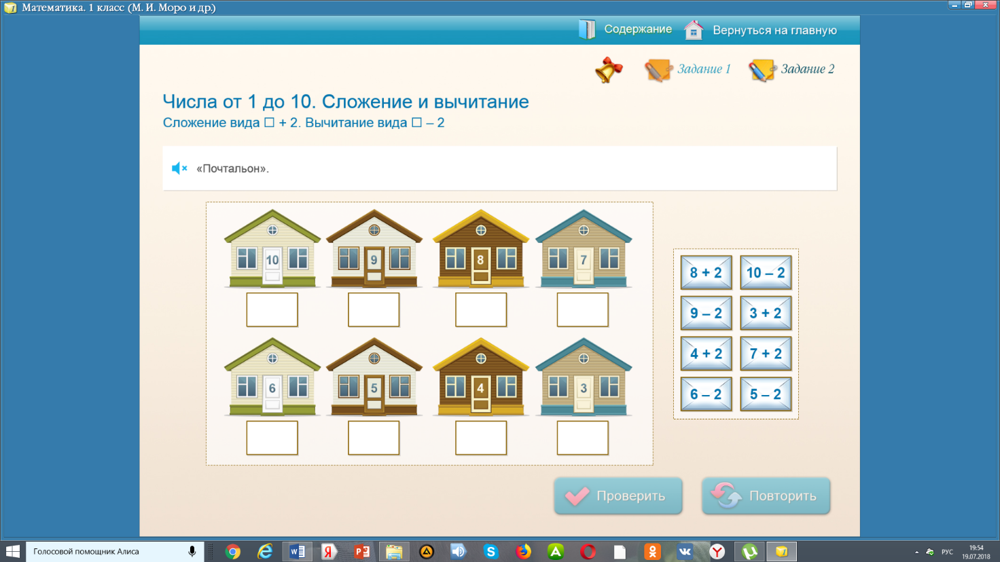 Математика. 1 класс (М. И. Моро и др.)
Содержание Вернуться на главную
Задание 1 Задание 2
Числа от 1 до 10. Сложение и вычитание
Сложение вида □ + 2. Вычитание вида □ – 2
«Почтальон».
10 9 8 7
6 5 4 3
8 + 2 10 – 2
9 – 2 3 + 2
4 + 2 7 + 2
6 – 2 5 – 2
Проверить Повторить
Голосовой помощник Алиса
РУС
19:54
19.07.2018